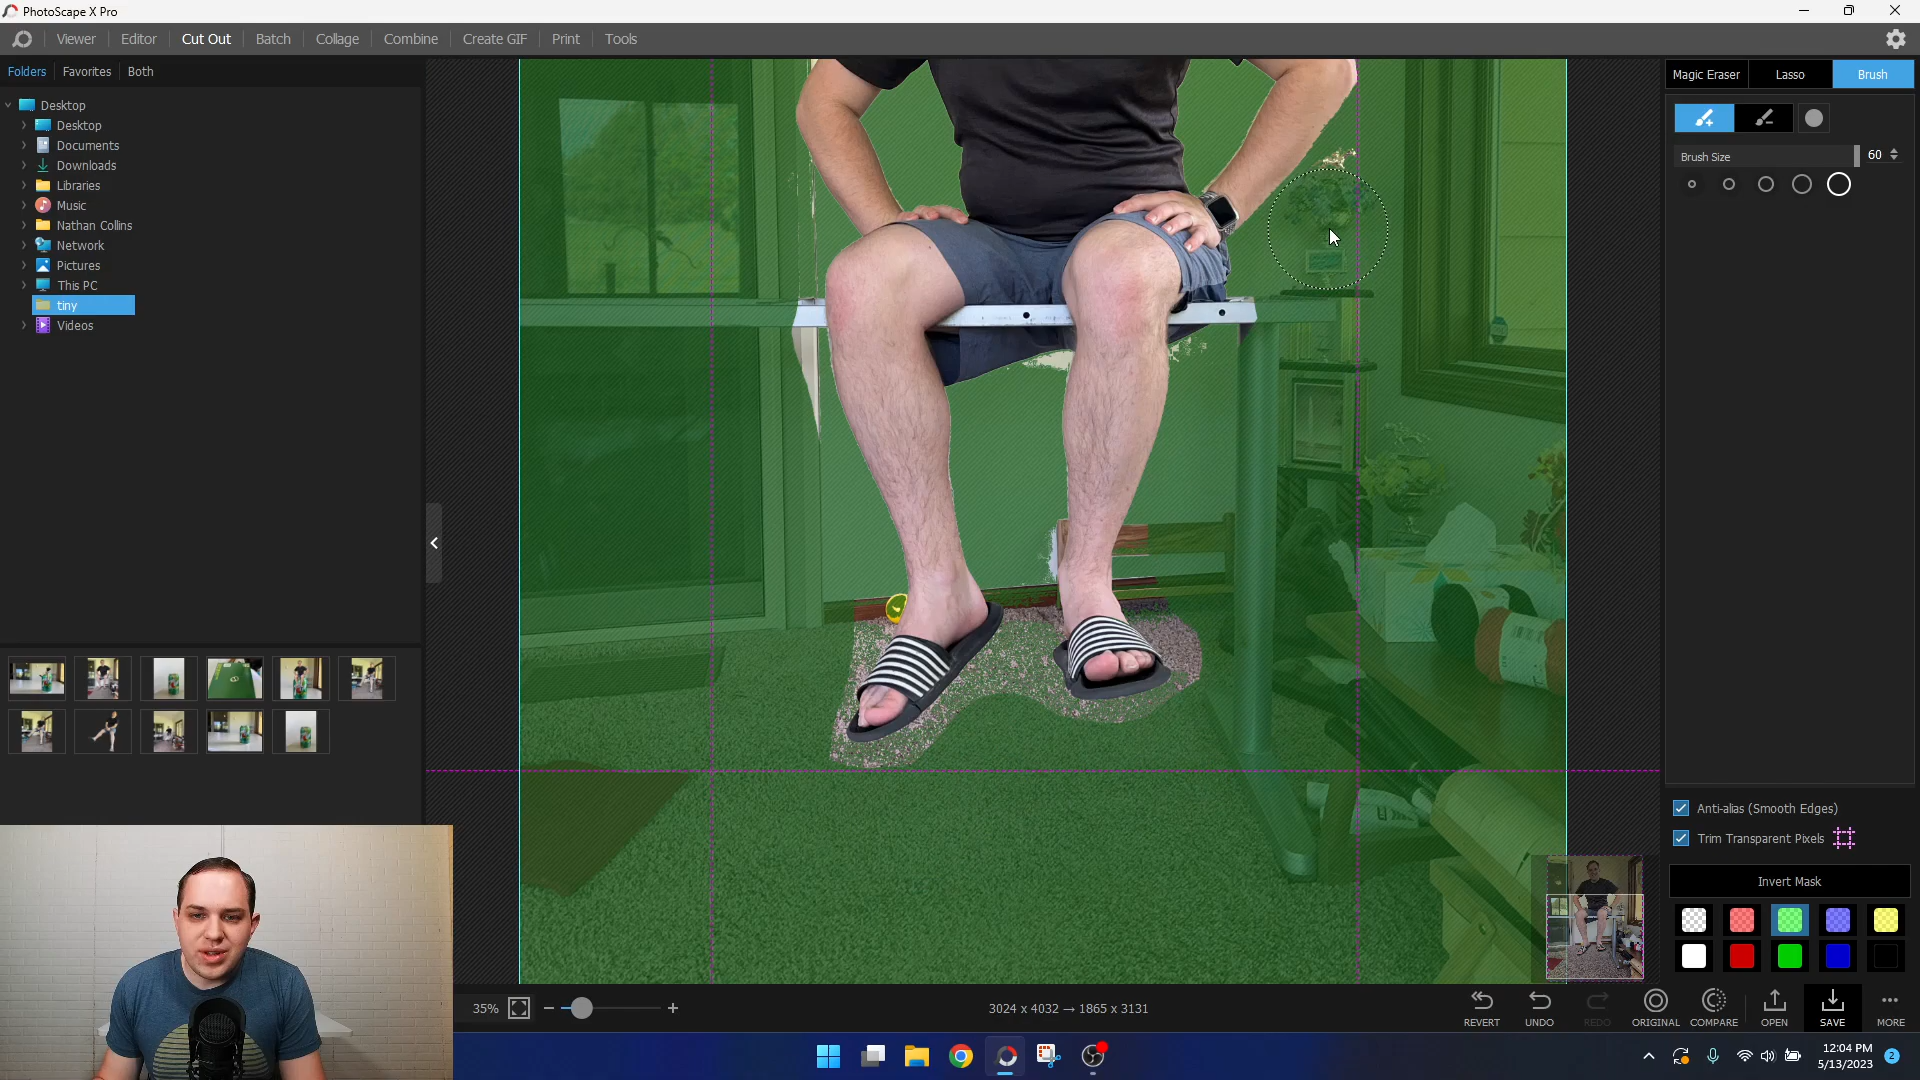 PhotoScape X Pro
Viewer
Editor
Cut Out
Batch
Collage
Combine
Create GIF
Print
Tools
Folders
Favorites
Both
Desktop
Desktop
Documents
Downloads
Libraries
Music
Nathan Collins
Network
Pictures
This PC
tiny
Videos
Magic Eraser
Lasso
Brush
Brush Size
60
Anti-alias (Smooth Edges)
Trim Transparent Pixels
Invert Mask
35%
3024 x 4032 → 1865 x 3131
REVERT
UNDO
REDO
ORIGINAL
COMPARE
OPEN
SAVE
MORE
12:04 PM
5/13/2023
2